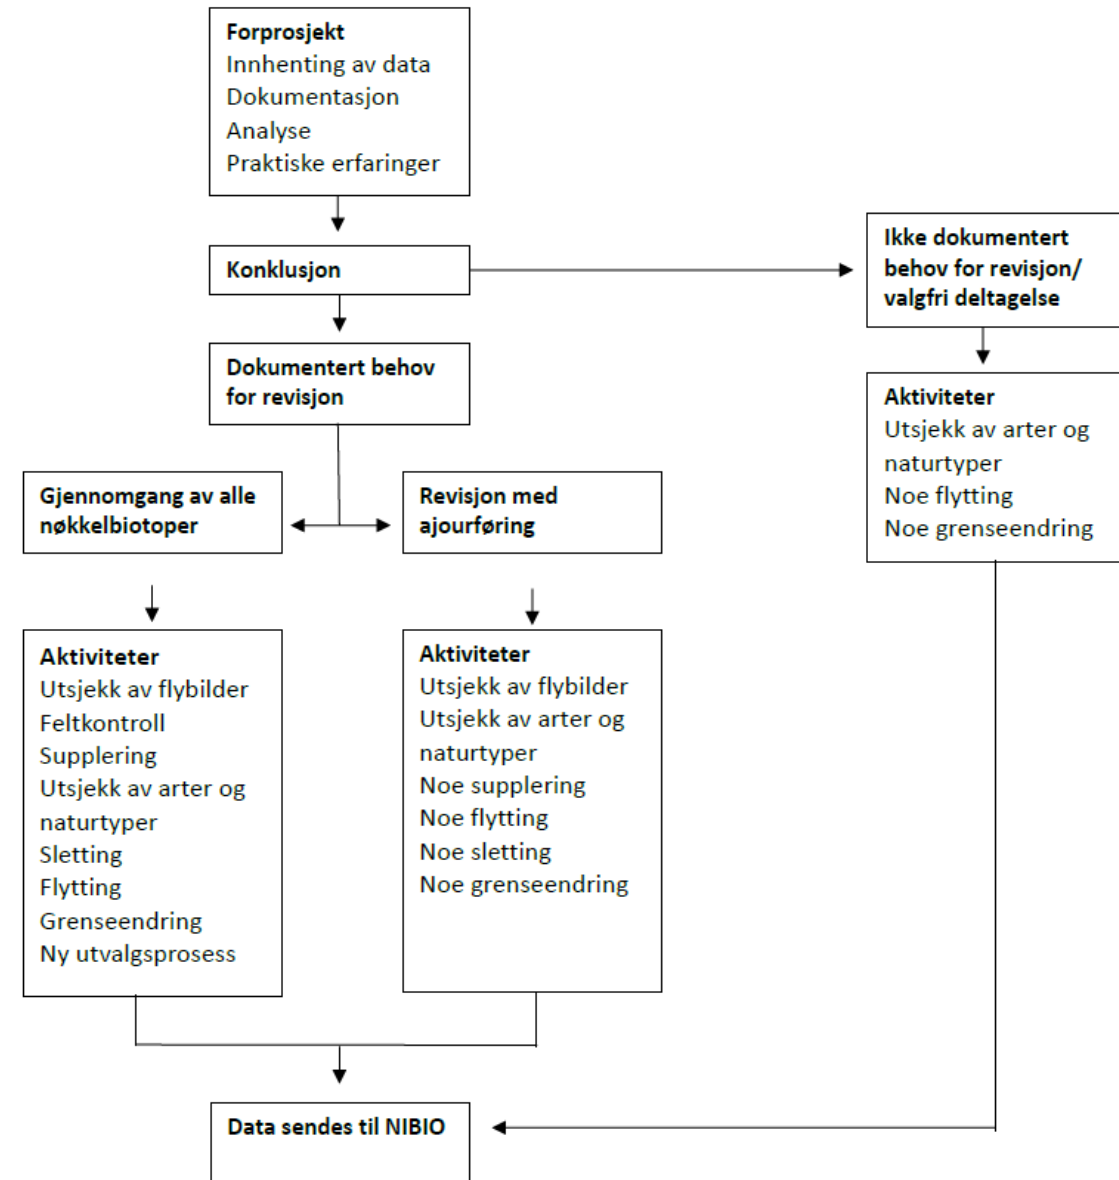 Forprosjekt
Innhenting av data
Dokumentasjon
Analyse
Praktiske erfaringer
Konklusjon
Ikke dokumentert
behov for revisjon/
valgfri deltagelse
Dokumentert behov
for revisjon
Aktiviteter
Utsjekk av arter og
naturtyper
Noe flytting
Noe grenseendring
Gjennomgang av alle
nøkkelbiotoper
Revisjon med
ajourføring
Aktiviteter
Utsjekk av flybilder
Feltkontroll
Supplering
Utsjekk av arter og
naturtyper
Sletting
Flytting
Grenseendring
Ny utvalgsprosess
Aktiviteter
Utsjekk av flybilder
Utsjekk av arter og
naturtyper
Noe supplering
Noe flytting
Noe sletting
Noe grenseendring
Data sendes til NIBIO